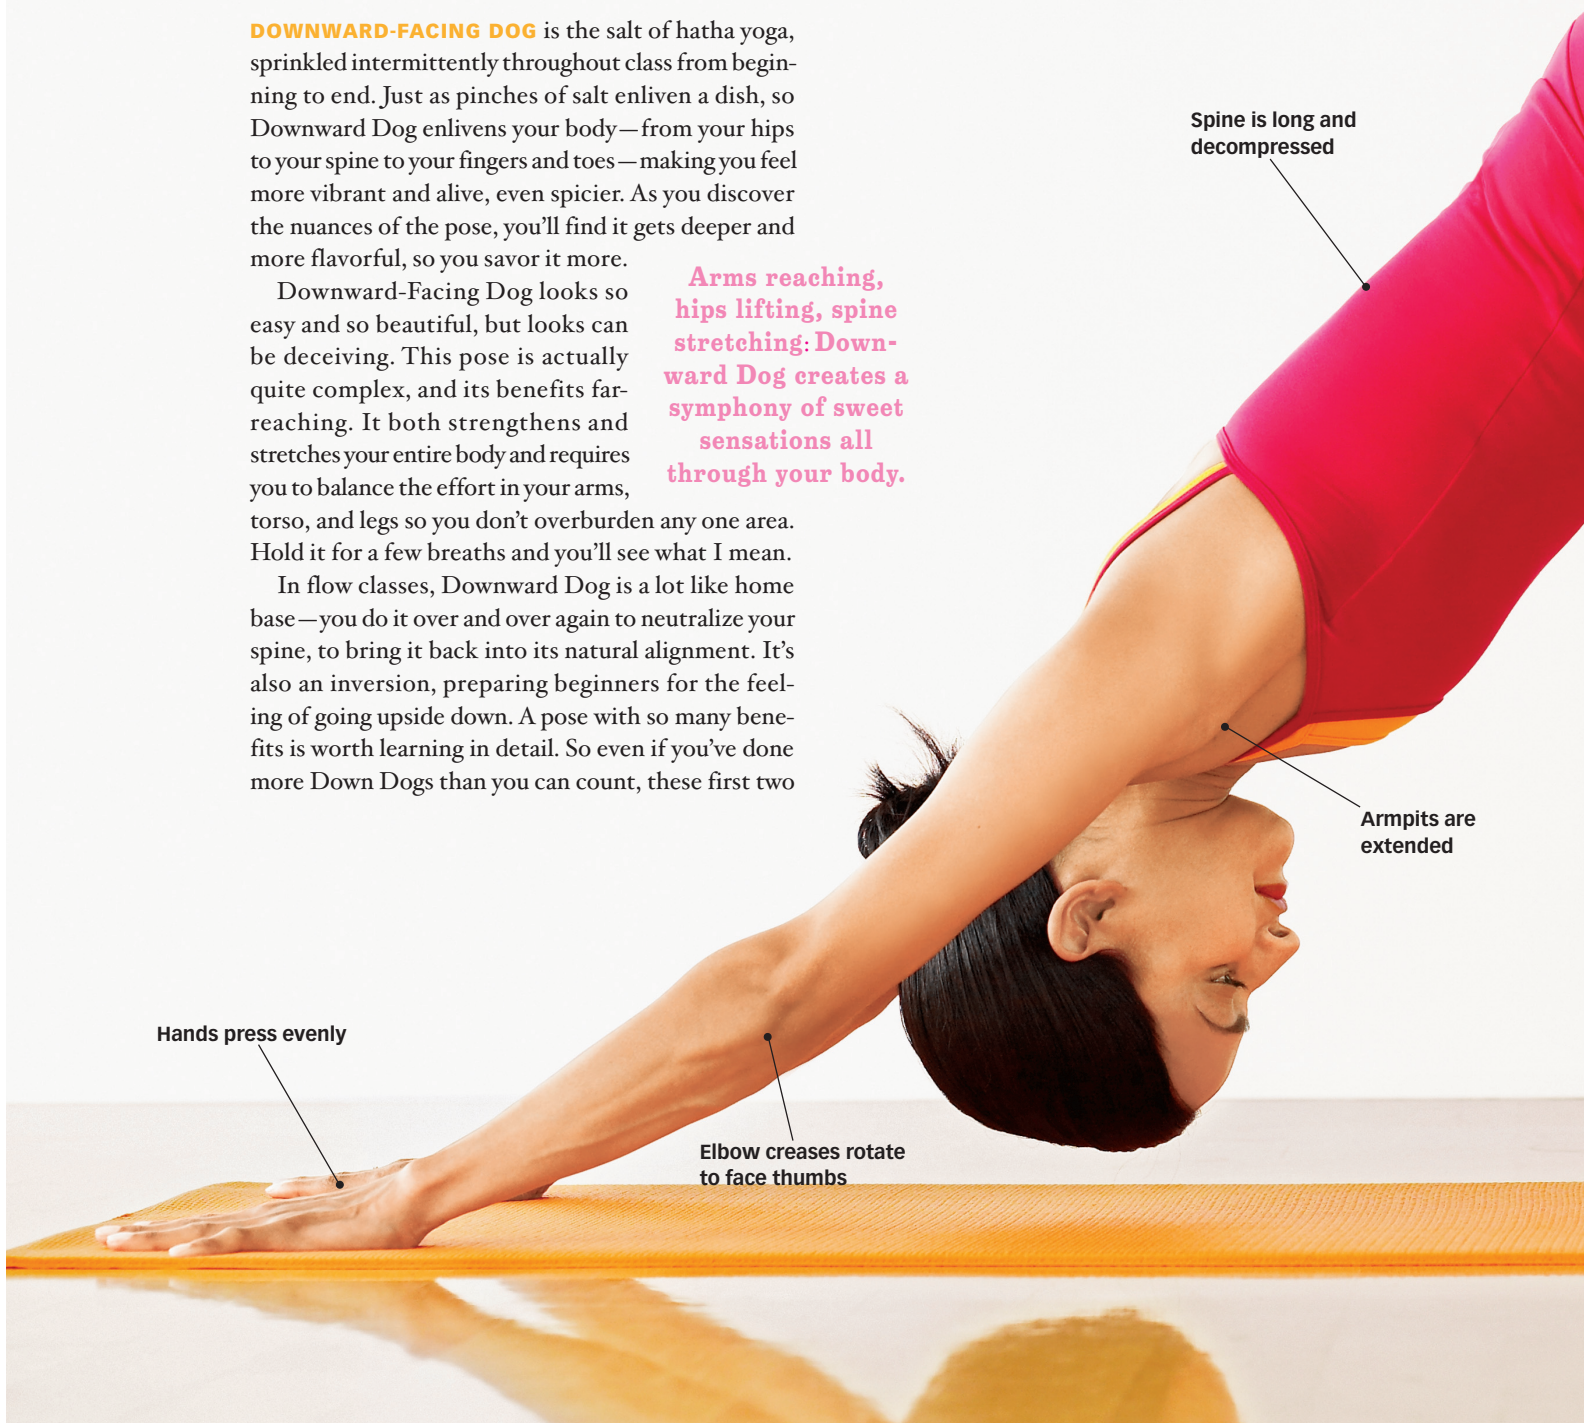 DOWNWARD-FACING DOG is the salt of hatha yoga,
sprinkled intermittently throughout class from begin-
ning to end. Just as pinches of salt enliven a dish, so
Downward Dog enlivens your body—from your hips
to your spine to your fingers and toes—making you feel
more vibrant and alive, even spicier. As you discover
the nuances of the pose, you'll find it gets deeper and
more flavorful, so you savor it more.
Downward-Facing Dog looks so
easy and so beautiful, but looks can
be deceiving. This pose is actually
quite complex, and its benefits far-
reaching. It both strengthens and
stretches your entire body and requires
you to balance the effort in your arms,
torso, and legs so you don't overburden any one area.
Hold it for a few breaths and you'll see what I mean.
In flow classes, Downward Dog is a lot like home
base—you do it over and over again to neutralize your
spine, to bring it back into its natural alignment. It's
also an inversion, preparing beginners for the feel-
ing of going upside down. A pose with so many bene-
fits is worth learning in detail. So even if you've done
more Down Dogs than you can count, these first two
Arms reaching,
hips lifting, spine
stretching: Down-
ward Dog creates a
symphony of sweet
sensations all
through your body.
Spine is long and
decompressed
Armpits are
extended
Hands press evenly
Elbow creases rotate
to face thumbs